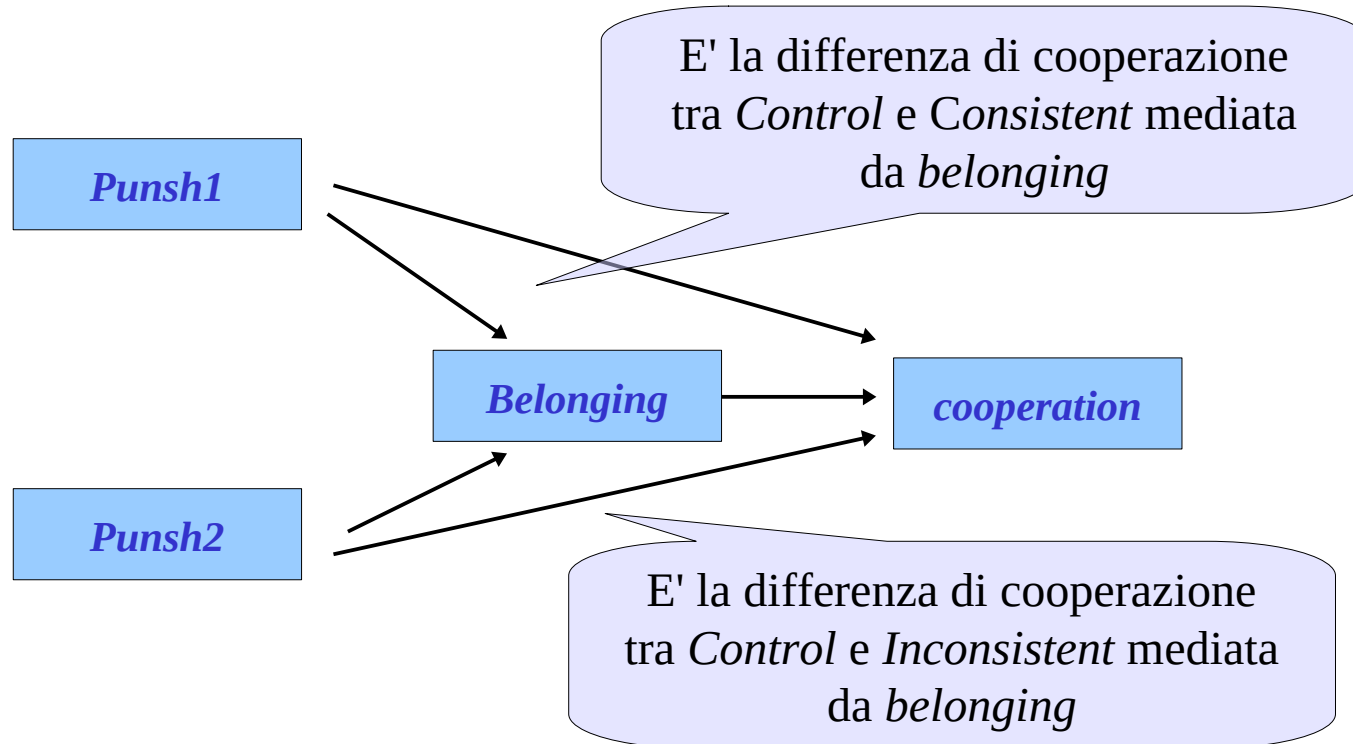 E' la differenza di cooperazione
tra Control e Consistent mediata
da belonging
Punsh1
Belonging
cooperation
Punsh2
E' la differenza di cooperazione
tra Control e Inconsistent mediata
da belonging